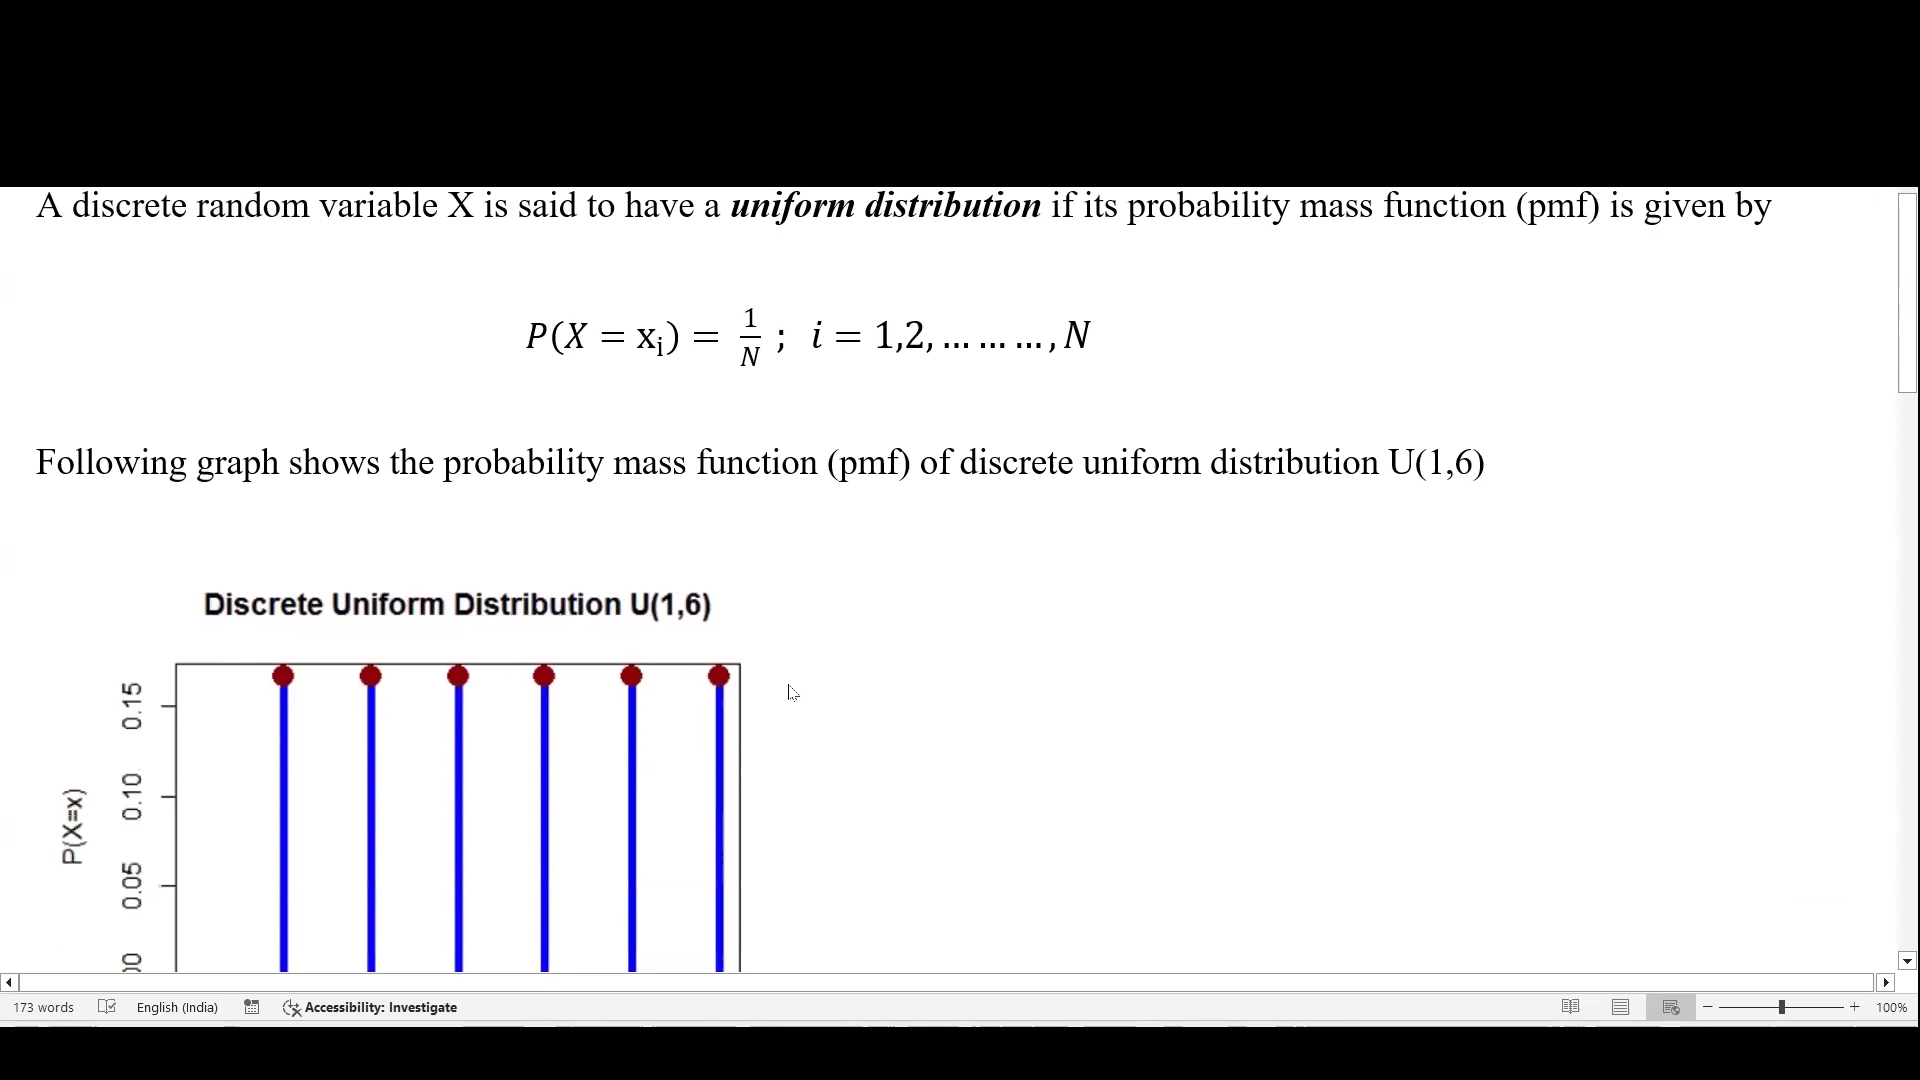 A discrete random variable X is said to have a uniform distribution if its probability mass function (pmf) is given by
P(X = xᵢ) = 1/N ; i = 1,2, … … …, N
Following graph shows the probability mass function (pmf) of discrete uniform distribution U(1,6)
Discrete Uniform Distribution U(1,6)
0.15
0.10
0.05
P(X=x)
173 words English (India) Accessibility: Investigate 100%